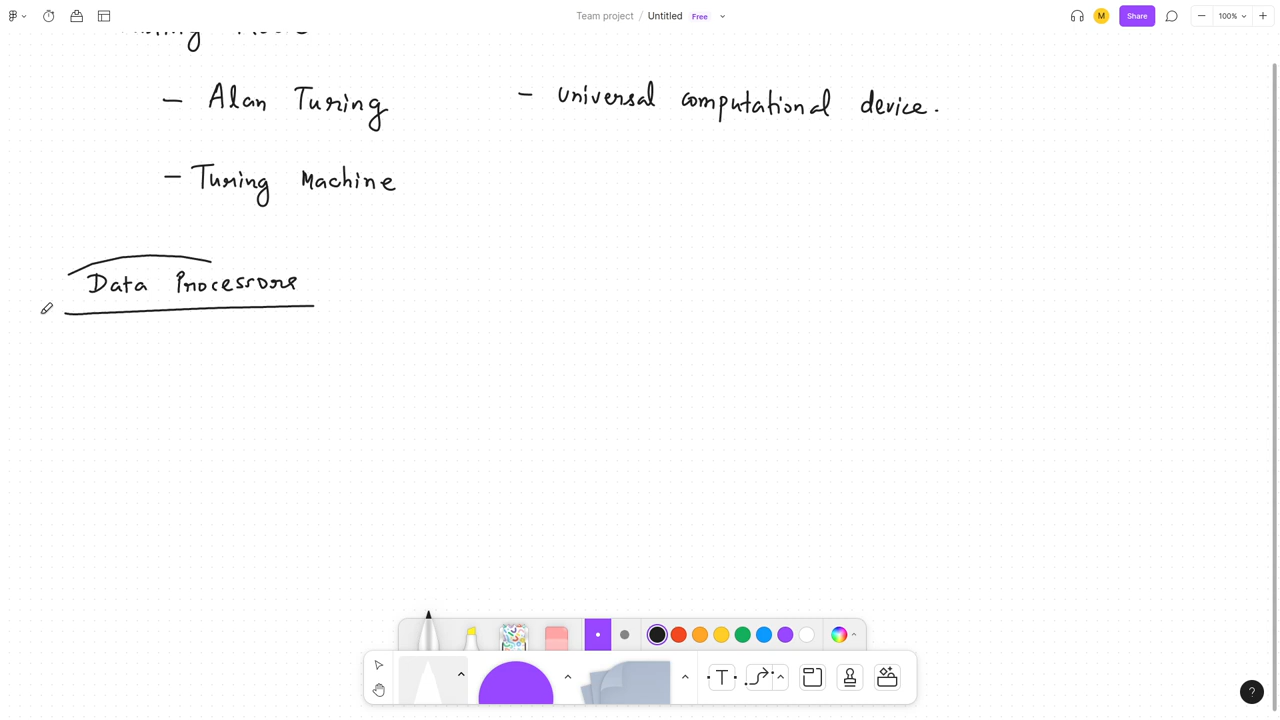 Team project / Untitled Free
M
Share
100%
- Alan Turing - universal computational device.
- Turing Machine
Data Processors
T
?